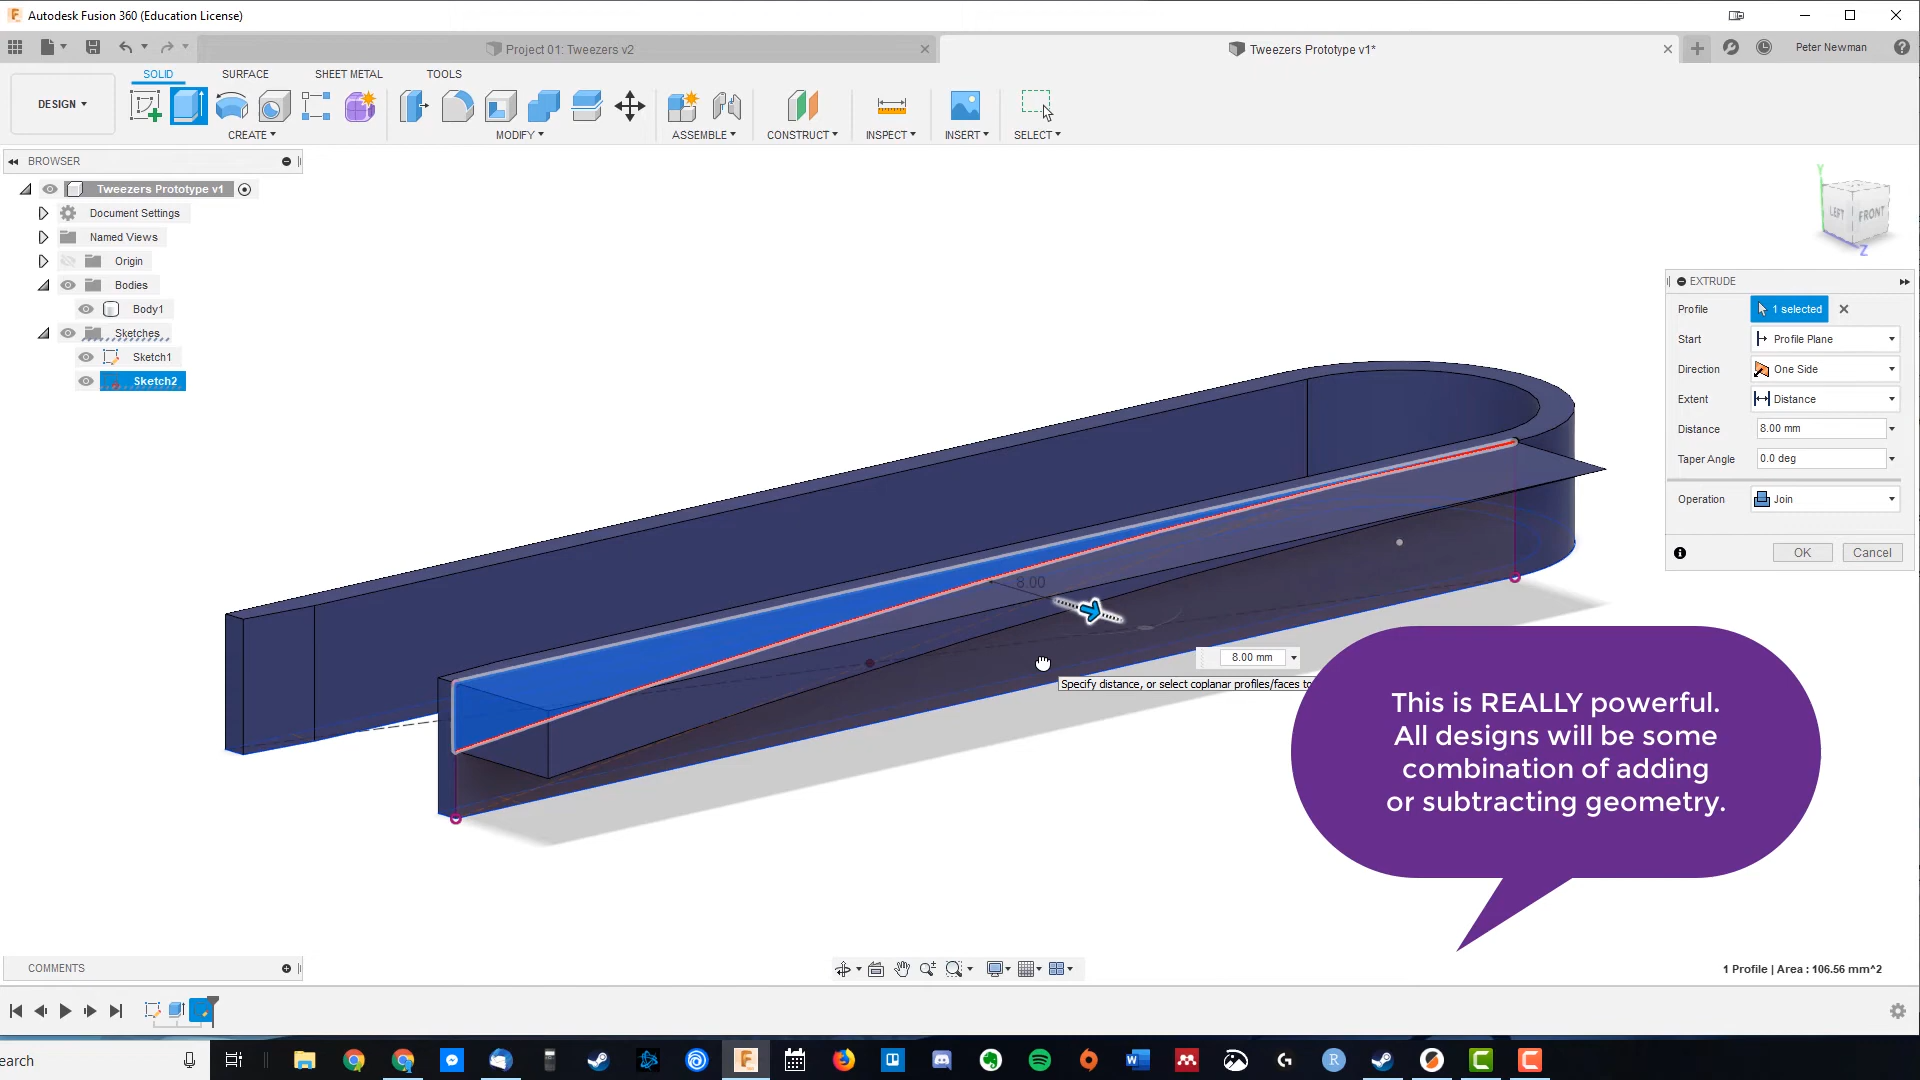 Autodesk Fusion 360 (Education License)
Project 01: Tweezers v2
Tweezers Prototype v1*
Peter Newman
SOLID
SURFACE
SHEET METAL
TOOLS
DESIGN
CREATE
MODIFY
ASSEMBLE
CONSTRUCT
INSPECT
INSERT
SELECT
BROWSER
Tweezers Prototype v1
Document Settings
Named Views
Origin
Bodies
Body1
Sketches
Sketch1
Sketch2
Y
LEFT
FRONT
Z
EXTRUDE
Profile
1 selected
Start
Profile Plane
Direction
One Side
Extent
Distance
Distance
8.00 mm
Taper Angle
0.0 deg
Operation
Join
OK
Cancel
8.00
8.00 mm
Specify distance, or select coplanar profiles/faces to
This is REALLY powerful.
All designs will be some
combination of adding
or subtracting geometry.
COMMENTS
1 Profile | Area : 106.56 mm^2
earch